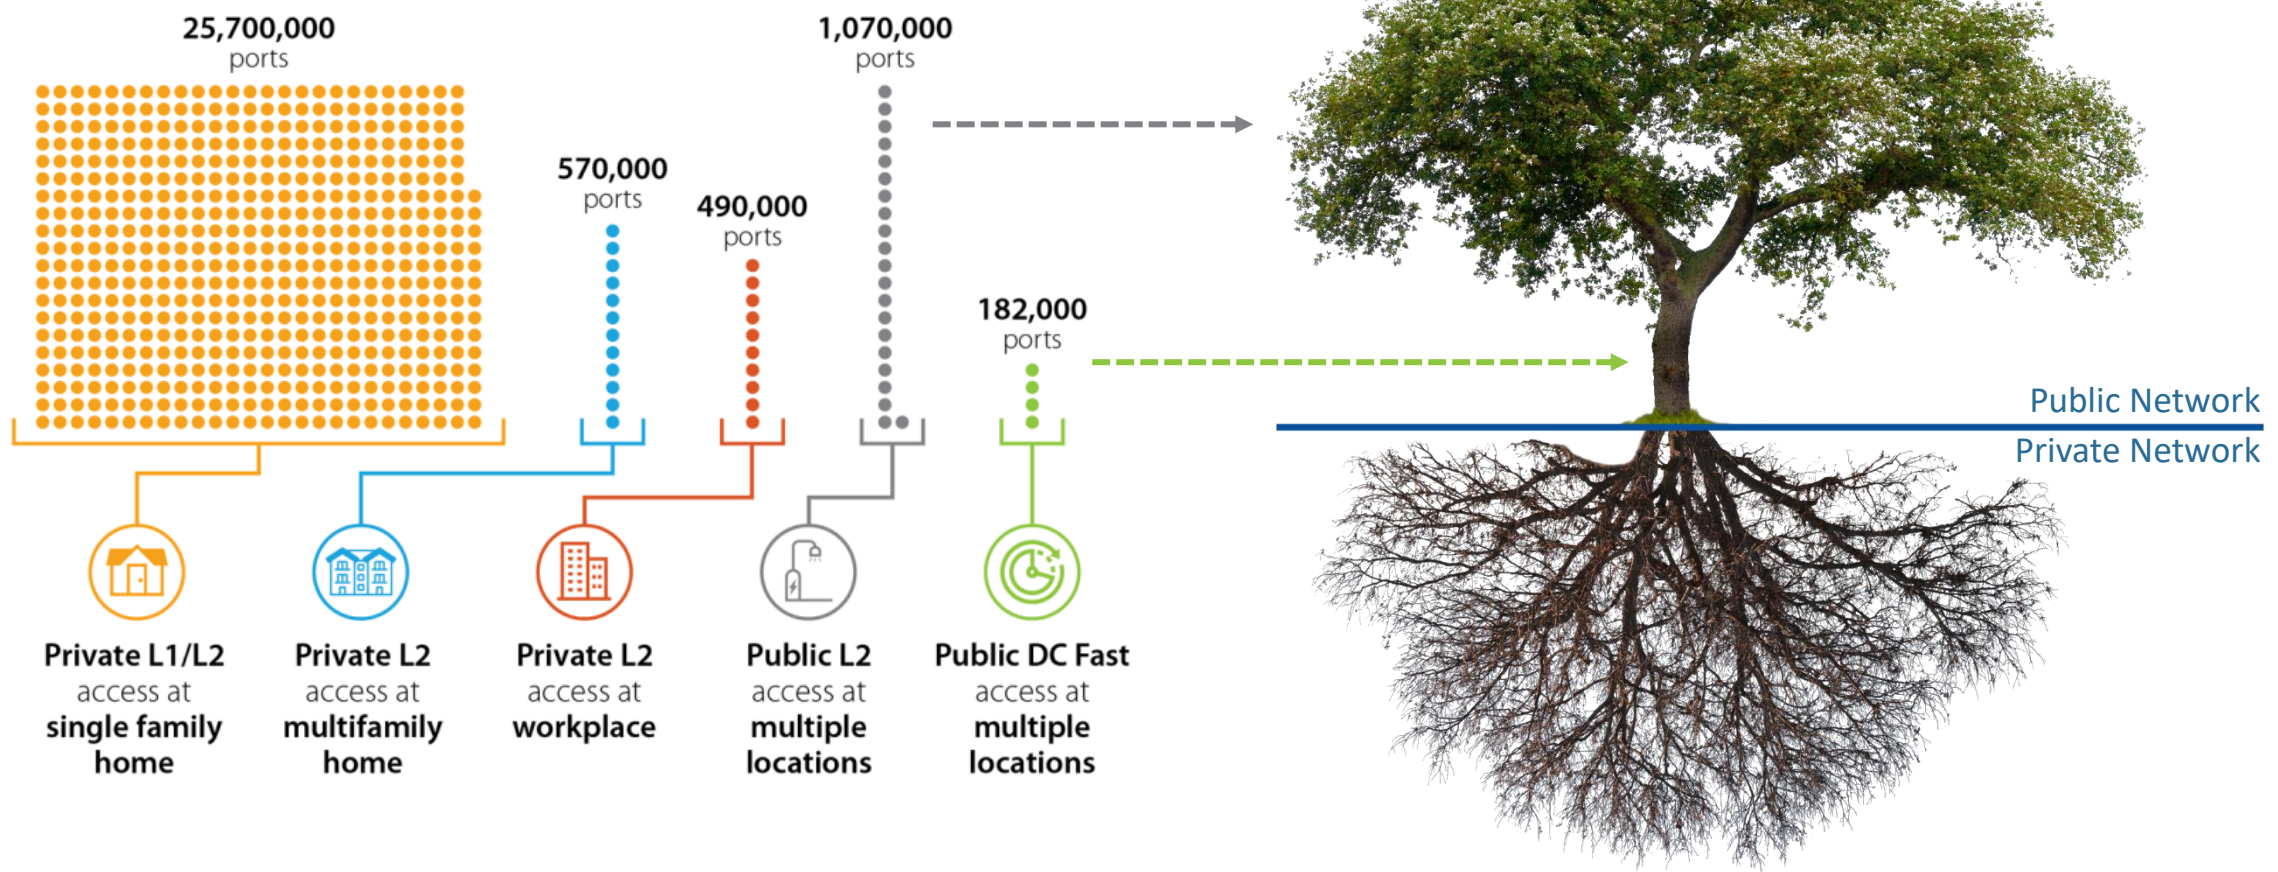 25,700,000
ports
1,070,000
ports
570,000
ports
490,000
ports
182,000
ports
Public Network
Private Network
Private L1/L2
access at
single family
home
Private L2
access at
multifamily
home
Private L2
access at
workplace
Public L2
access at
multiple
locations
Public DC Fast
access at
multiple
locations